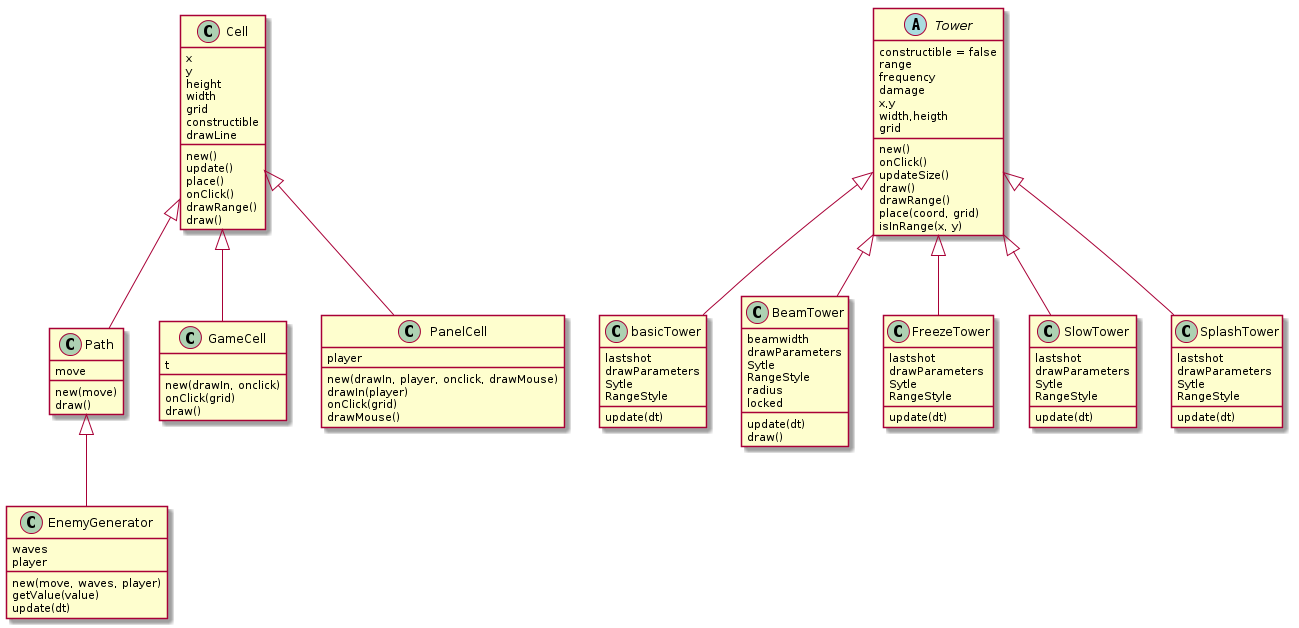 C Cell
x
y
height
width
grid
constructible
drawLine
new()
update()
place()
onClick()
drawRange()
draw()
A Tower
constructible = false
range
frequency
damage
x,y
width,heigth
grid
new()
onClick()
updateSize()
draw()
drawRange()
place(coord, grid)
isInRange(x, y)
C Path
move
new(move)
draw()
C GameCell
t
new(drawIn, onclick)
onClick(grid)
draw()
C PanelCell
player
new(drawIn, player, onclick, drawMouse)
drawIn(player)
onClick(grid)
drawMouse()
C basicTower
lastshot
drawParameters
Sytle
RangeStyle
update(dt)
C BeamTower
beamwidth
drawParameters
Sytle
RangeStyle
radius
locked
update(dt)
draw()
C FreezeTower
lastshot
drawParameters
Sytle
RangeStyle
update(dt)
C SlowTower
lastshot
drawParameters
Sytle
RangeStyle
update(dt)
C SplashTower
lastshot
drawParameters
Sytle
RangeStyle
update(dt)
C EnemyGenerator
waves
player
new(move, waves, player)
getValue(value)
update(dt)